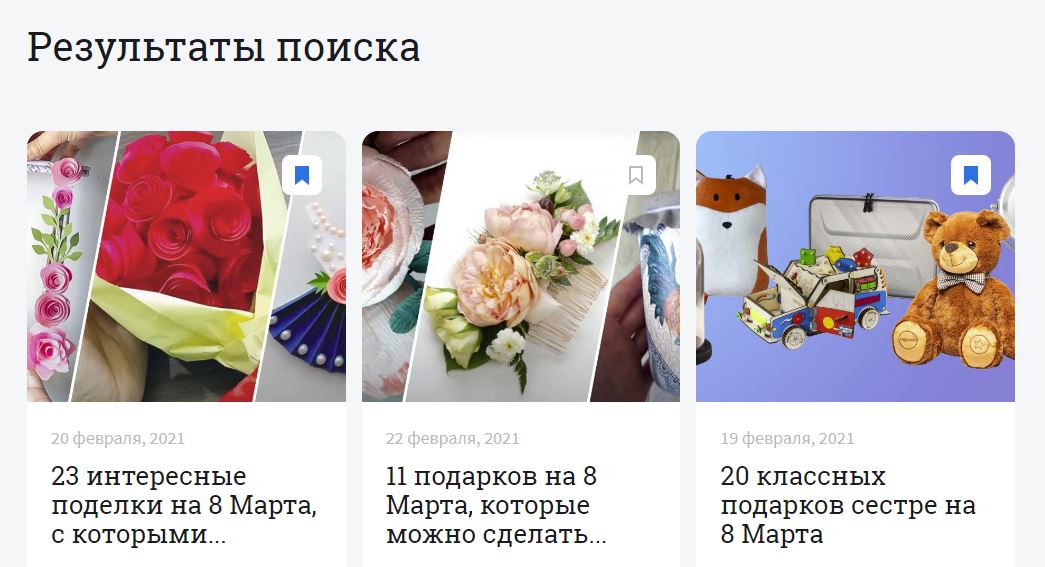 Результаты поиска
20 февраля, 2021
23 интересные
поделки на 8 Марта,
с которыми...
22 февраля, 2021
11 подарков на 8
Марта, которые
можно сделать...
19 февраля, 2021
20 классных
подарков сестре на
8 Марта